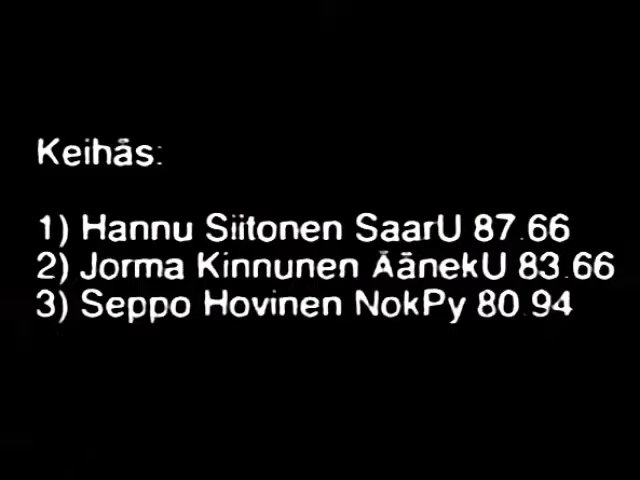 Keihäs:
1) Hannu Siitonen SaarU 87.66
2) Jorma Kinnunen ÄänekU 83.66
3) Seppo Hovinen NokPy 80.94